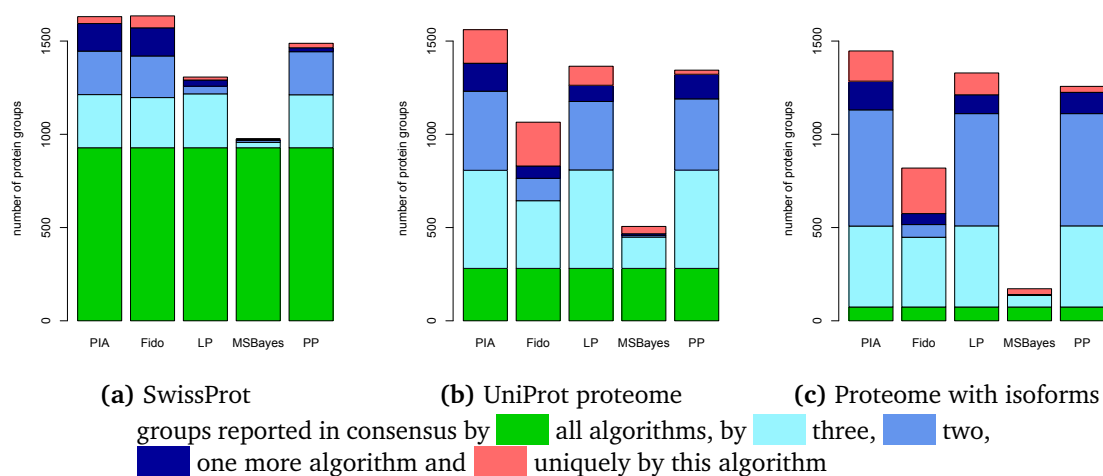 number of protein groups
1500
1000
500
0
PIA Fido LP MSBayes PP
(a) SwissProt
number of protein groups
1500
1000
500
0
PIA Fido LP MSBayes PP
(b) UniProt proteome
number of protein groups
1500
1000
500
0
PIA Fido LP MSBayes PP
(c) Proteome with isoforms
groups reported in consensus by all algorithms, by three, two,
one more algorithm and uniquely by this algorithm